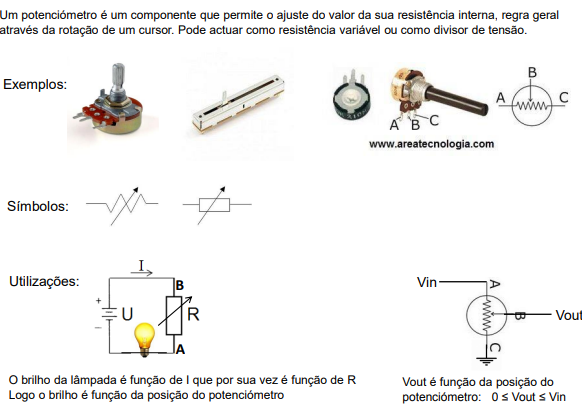 Um potenciómetro é um componente que permite o ajuste do valor da sua resistência interna, regra geral
através da rotação de um cursor. Pode actuar como resistência variável ou como divisor de tensão.
Exemplos:
A B C
B
A C
www.areatecnologia.com
Símbolos:
Utilizações:
I
B
+
U
R
–
A
Vin
A
B
Vout
C
O brilho da lâmpada é função de I que por sua vez é função de R
Logo o brilho é função da posição do potenciómetro
Vout é função da posição do
potenciómetro: 0 ≤ Vout ≤ Vin